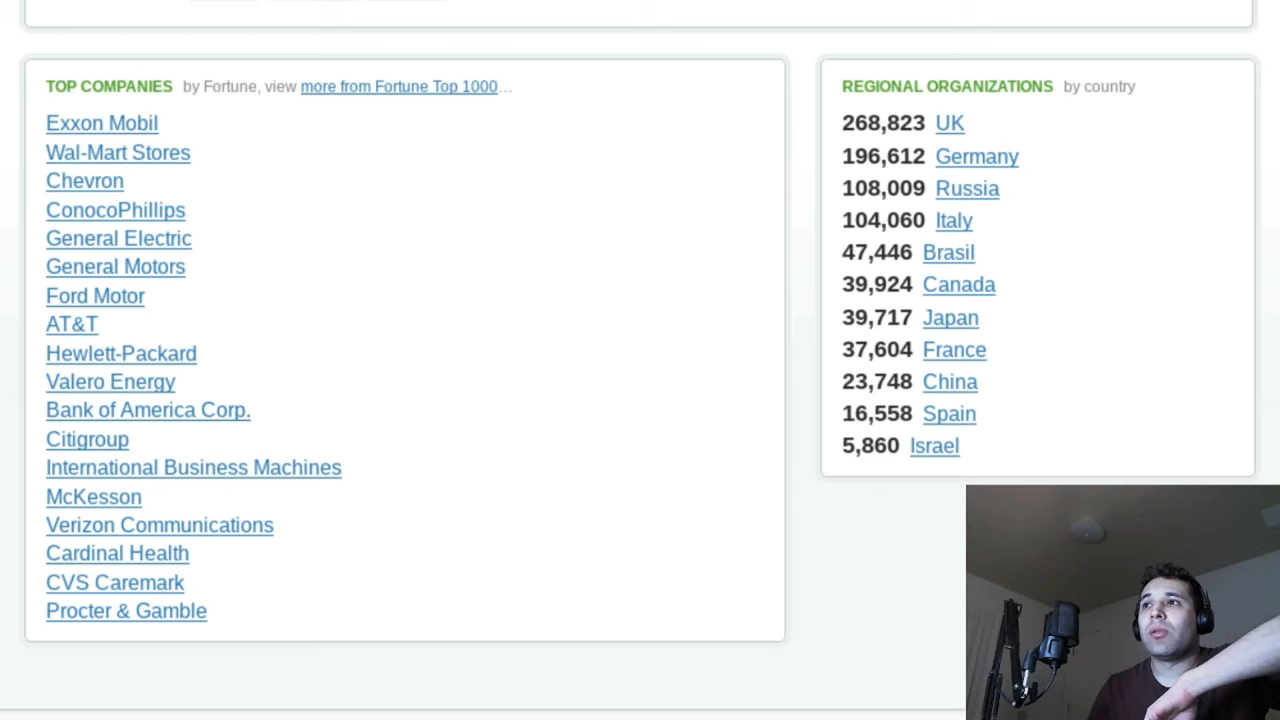 TOP COMPANIES by Fortune, view more from Fortune Top 1000...
Exxon Mobil
Wal-Mart Stores
Chevron
ConocoPhillips
General Electric
General Motors
Ford Motor
AT&T
Hewlett-Packard
Valero Energy
Bank of America Corp.
Citigroup
International Business Machines
McKesson
Verizon Communications
Cardinal Health
CVS Caremark
Procter & Gamble
REGIONAL ORGANIZATIONS by country
268,823 UK
196,612 Germany
108,009 Russia
104,060 Italy
47,446 Brasil
39,924 Canada
39,717 Japan
37,604 France
23,748 China
16,558 Spain
5,860 Israel